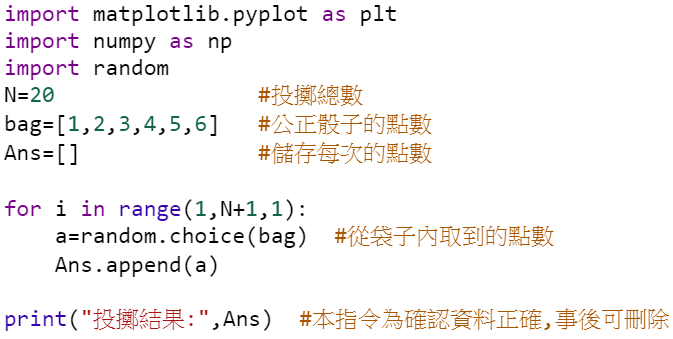 import matplotlib.pyplot as plt
import numpy as np
import random
N=20 #投擲總數
bag=[1,2,3,4,5,6] #公正骰子的點數
Ans=[] #儲存每次的點數
for i in range(1,N+1,1):
a=random.choice(bag) #從袋子內取到的點數
Ans.append(a)
print("投擲結果:",Ans) #本指令為確認資料正確,事後可刪除